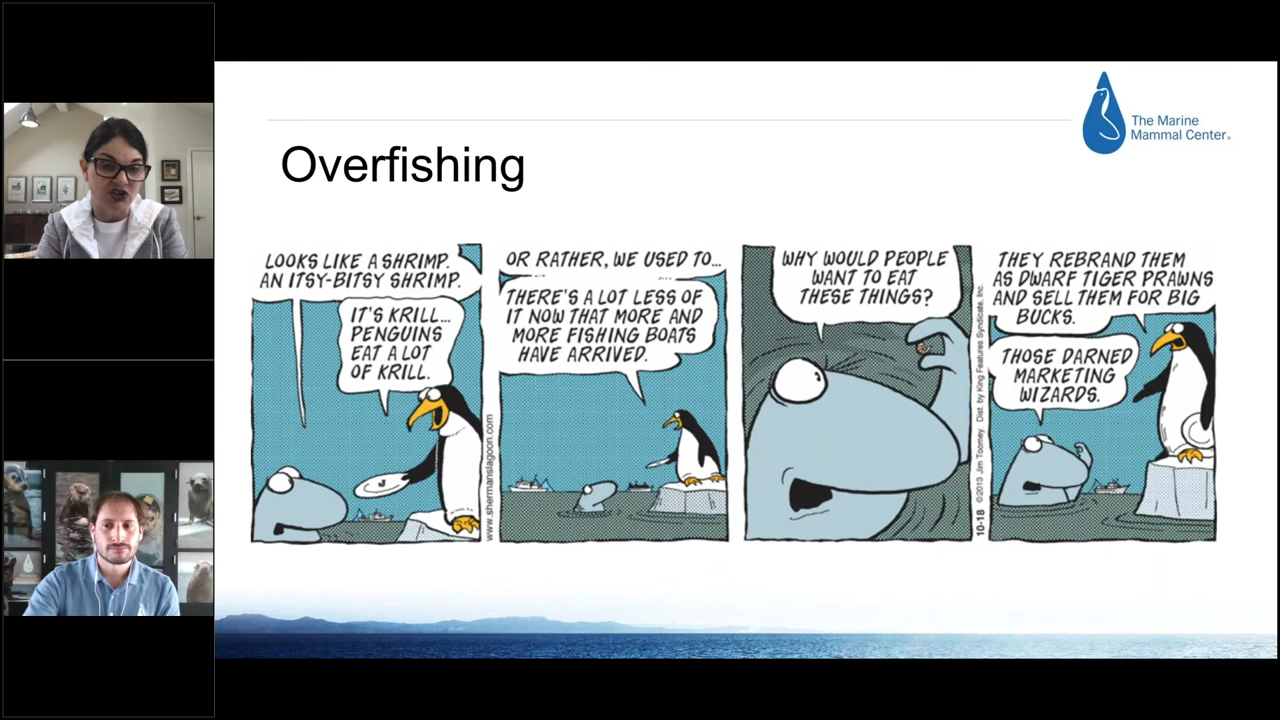 The Marine
Mammal Center®
Overfishing
LOOKS LIKE A SHRIMP.
AN ITSY-BITSY SHRIMP.
IT'S KRILL...
PENGUINS
EAT A LOT
OF KRILL.
www.shermanslagoon.com
OR RATHER, WE USED TO...
THERE'S A LOT LESS OF
IT NOW THAT MORE AND
MORE FISHING BOATS
HAVE ARRIVED.
WHY WOULD PEOPLE
WANT TO EAT
THESE THINGS?
10-18 ©2013 Jim Toomey. Dist. by King Features Syndicate, Inc.
THEY REBRAND THEM
AS DWARF TIGER PRAWNS
AND SELL THEM FOR BIG
BUCKS.
THOSE DARNED
MARKETING
WIZARDS.